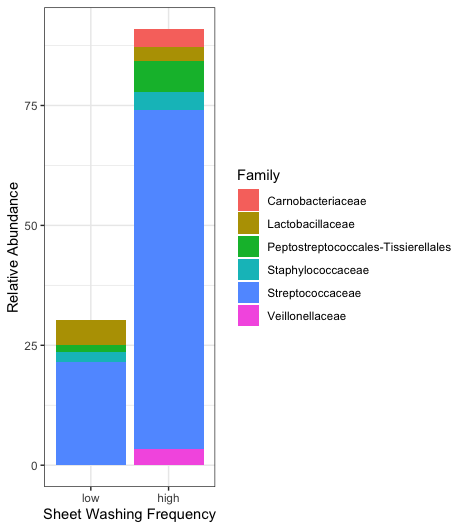 Relative Abundance
75
50
25
0
low high
Sheet Washing Frequency
Family
Carnobacteriaceae
Lactobacillaceae
Peptostreptococcales-Tissierellales
Staphylococcaceae
Streptococcaceae
Veillonellaceae